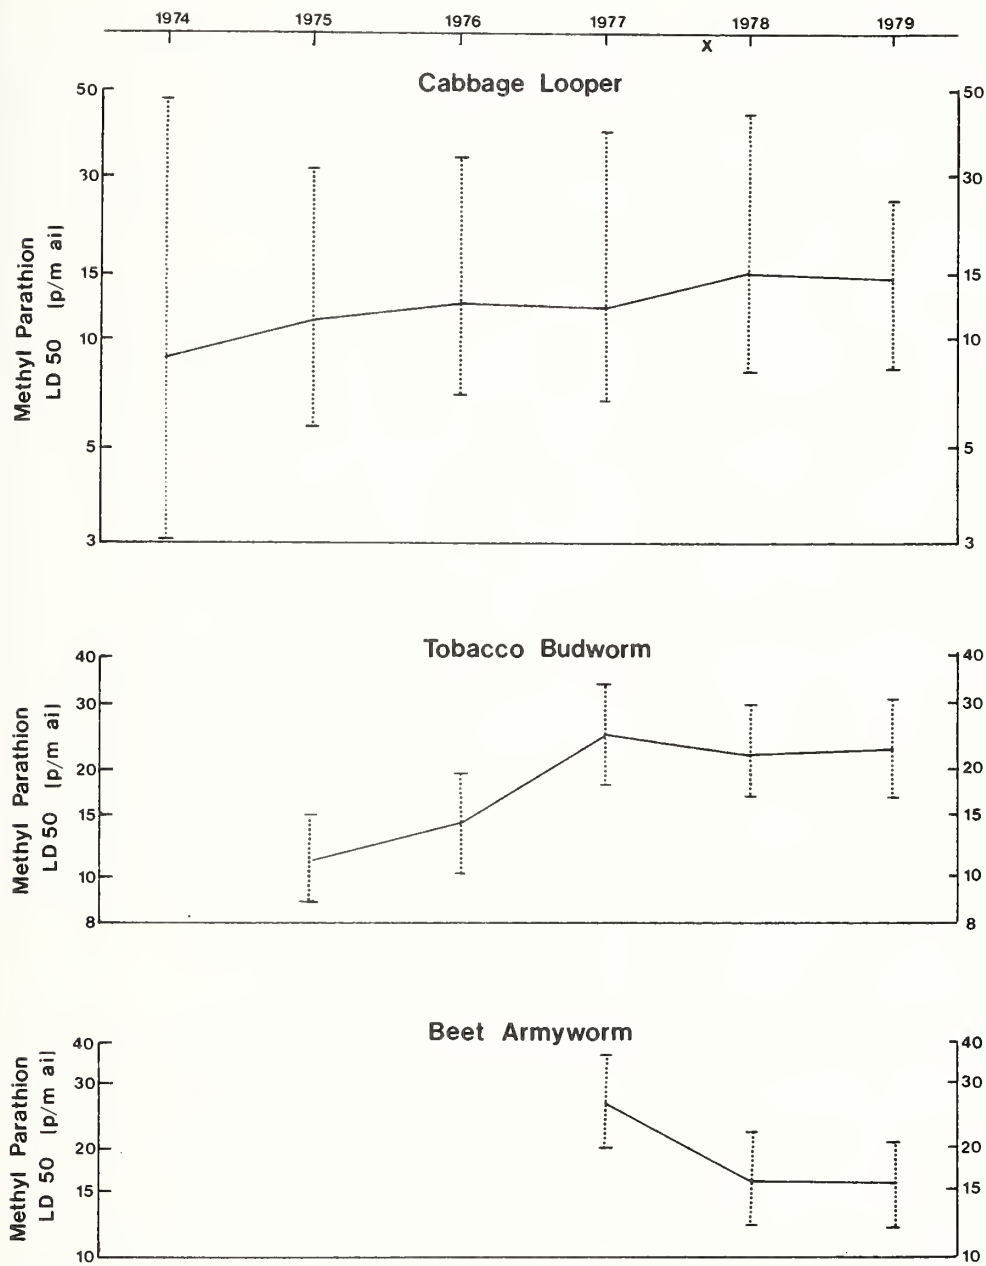 1974 1975 1976 1977 1978 1979
X
Cabbage Looper
50 50
30 30
15 15
10 10
5 5
3 3
Methyl Parathion
LD 50 (p/m ai)
Tobacco Budworm
40 40
30 30
20 20
15 15
10 10
8 8
Methyl Parathion
LD 50 (p/m ai)
Beet Armyworm
40 40
30 30
20 20
15 15
10 10
Methyl Parathion
LD 50 (p/m ai)